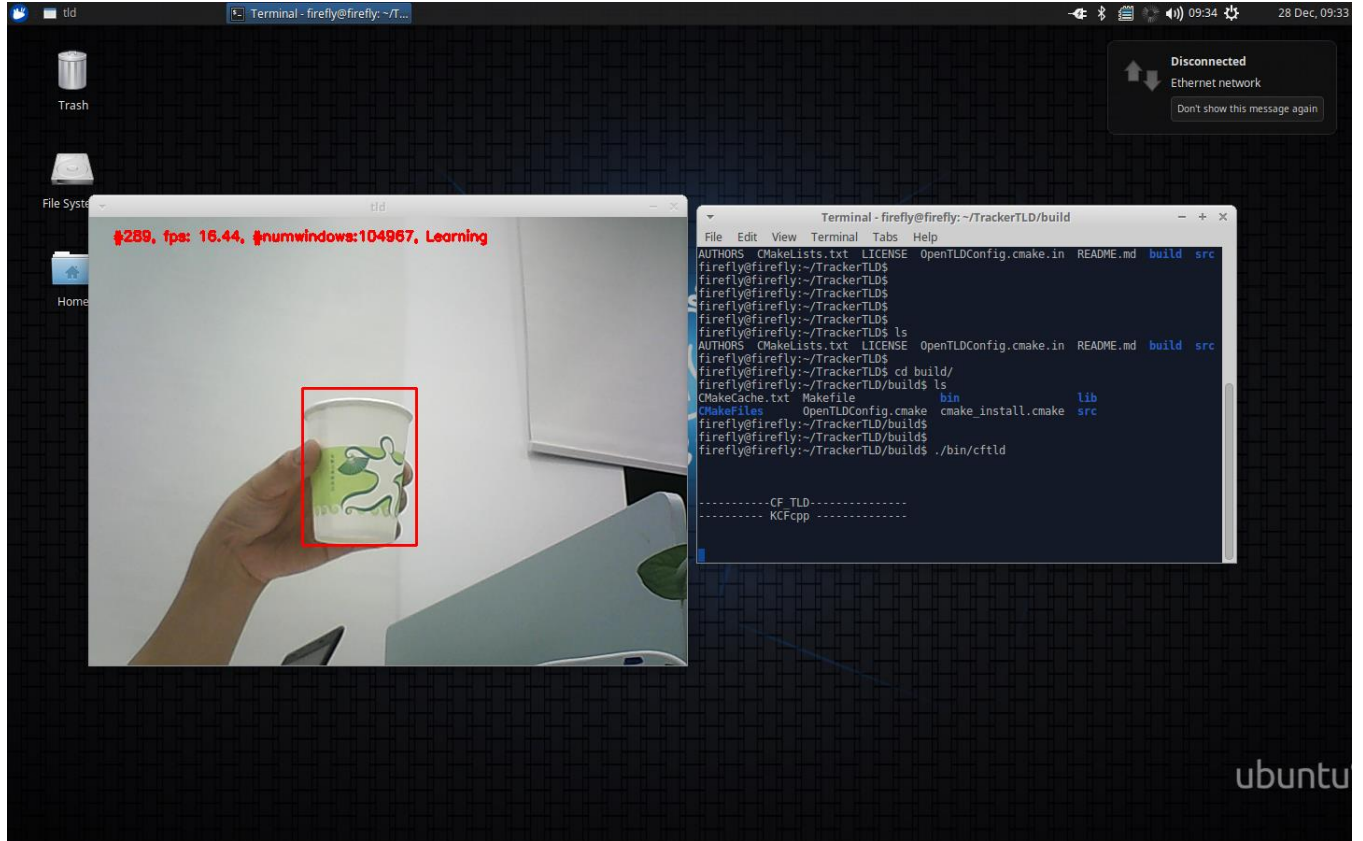 tld
Terminal - firefly@firefly: ~/T...
09:34
28 Dec, 09:33
Disconnected
Ethernet network
Don't show this message again
Trash
File Syste
Home
tld
#289, fps: 16.44, #numwindows:104967, Learning
Terminal - firefly@firefly: ~/TrackerTLD/build
File Edit View Terminal Tabs Help
AUTHORS CMakeLists.txt LICENSE OpenTLDConfig.cmake.in README.md build src
firefly@firefly:~/TrackerTLD$
firefly@firefly:~/TrackerTLD$
firefly@firefly:~/TrackerTLD$
firefly@firefly:~/TrackerTLD$
firefly@firefly:~/TrackerTLD$
firefly@firefly:~/TrackerTLD$ ls
AUTHORS CMakeLists.txt LICENSE OpenTLDConfig.cmake.in README.md build src
firefly@firefly:~/TrackerTLD$
firefly@firefly:~/TrackerTLD$ cd build/
firefly@firefly:~/TrackerTLD/build$ ls
CMakeCache.txt Makefile bin lib
CMakeFiles OpenTLDConfig.cmake cmake_install.cmake src
firefly@firefly:~/TrackerTLD/build$
firefly@firefly:~/TrackerTLD/build$
firefly@firefly:~/TrackerTLD/build$ ./bin/cftld
-----------CF_TLD---------------
---------- KCFcpp --------------
ubuntu